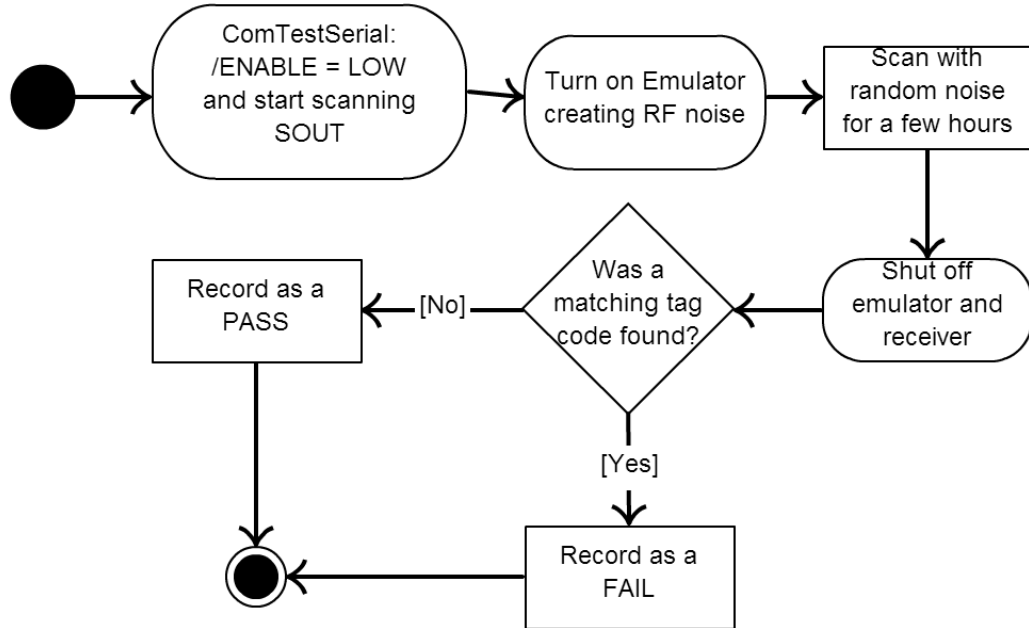 ComTestSerial:
/ENABLE = LOW
and start scanning
SOUT
Turn on Emulator
creating RF noise
Scan with
random noise
for a few hours
Shut off
emulator and
receiver
Was a
matching tag
code found?
[No]
Record as a
PASS
[Yes]
Record as a
FAIL